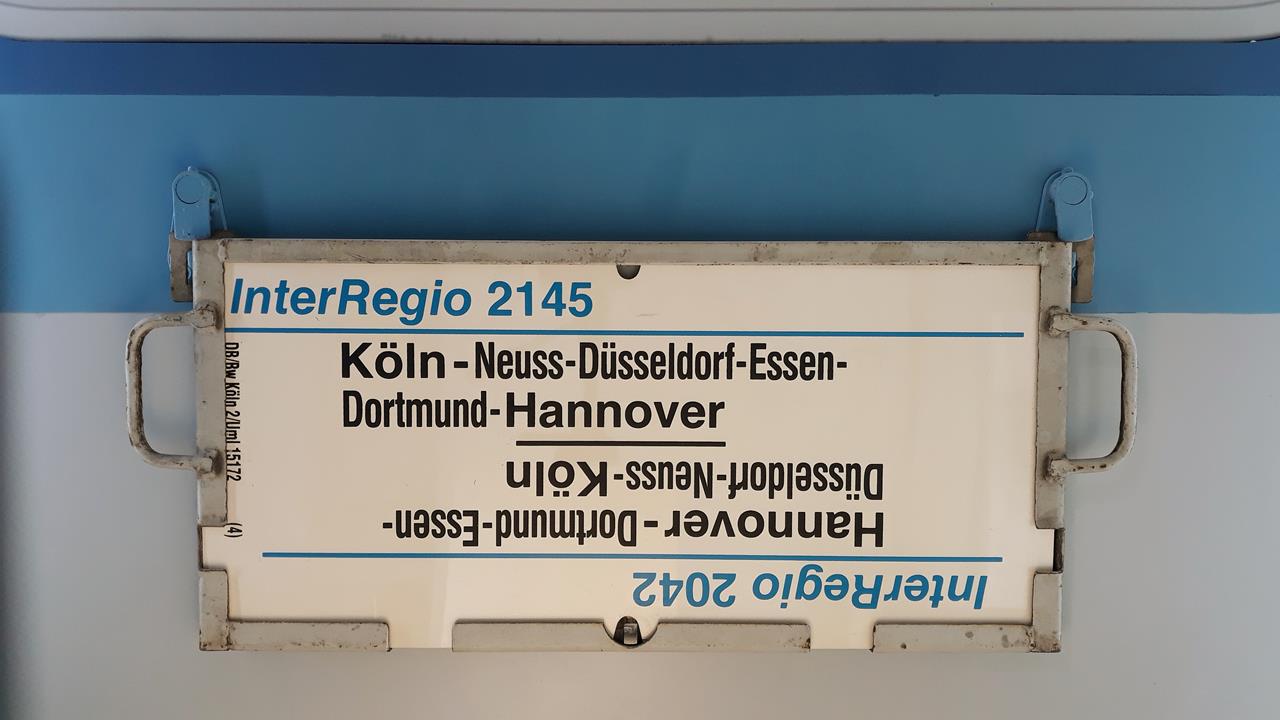 InterRegio 2145
Köln-Neuss-Düsseldorf-Essen-
Dortmund-Hannover
DB/Bw Köln 2/Uml 15172 (4)
InterRegio 2042
Hannover-Dortmund-Essen-
Düsseldorf-Neuss-Köln